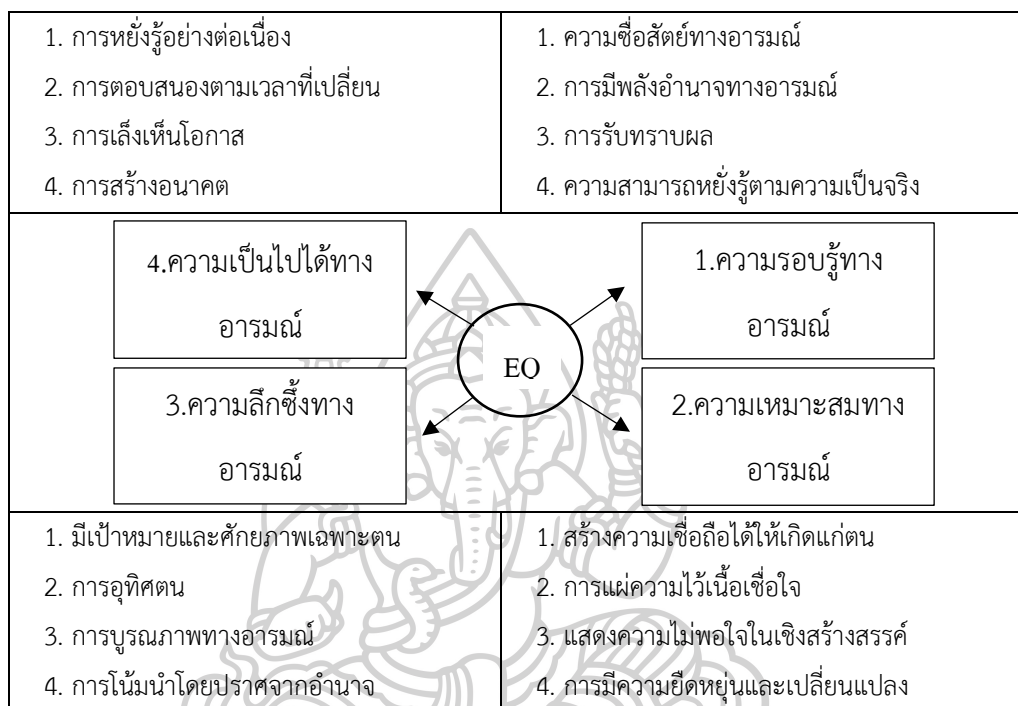 1. การหยั่งรู้อย่างต่อเนื่อง
2. การตอบสนองตามเวลาที่เปลี่ยน
3. การเล็งเห็นโอกาส
4. การสร้างอนาคต
1. ความซื่อสัตย์ทางอารมณ์
2. การมีพลังอำนาจทางอารมณ์
3. การรับทราบผล
4. ความสามารถหยั่งรู้ตามความเป็นจริง
4.ความเป็นไปได้ทาง
อารมณ์
1.ความรอบรู้ทาง
อารมณ์
EQ
3.ความลึกซึ้งทาง
อารมณ์
2.ความเหมาะสมทาง
อารมณ์
1. มีเป้าหมายและศักยภาพเฉพาะตน
2. การอุทิศตน
3. การบูรณภาพทางอารมณ์
4. การโน้มนำโดยปราศจากอำนาจ
1. สร้างความเชื่อถือได้ให้เกิดแก่ตน
2. การแผ่ความไว้เนื้อเชื่อใจ
3. แสดงความไม่พอใจในเชิงสร้างสรรค์
4. การมีความยืดหยุ่นและเปลี่ยนแปลง